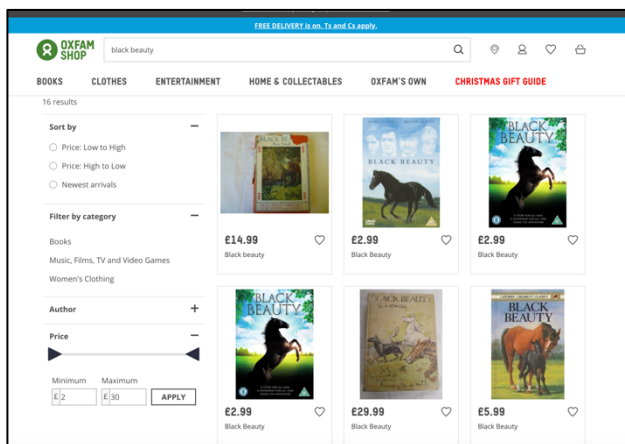 FREE DELIVERY is on. Ts and Cs apply.
OXFAM
SHOP
black beauty
BOOKS CLOTHES ENTERTAINMENT HOME & COLLECTABLES OXFAM'S OWN CHRISTMAS GIFT GUIDE
16 results
Sort by
Price: Low to High
Price: High to Low
Newest arrivals
Filter by category
Books
Music, Films, TV and Video Games
Women's Clothing
Author
Price
Minimum Maximum
£ 2 £ 30 APPLY
BLACK BEAUTY
£14.99
Black beauty
BLACK BEAUTY
£2.99
Black Beauty
BLACK
BEAUTY
£2.99
Black Beauty
BLACK
BEAUTY
£2.99
Black Beauty
BLACK BEAUTY
£29.99
Black Beauty
BLACK
BEAUTY
£5.99
Black Beauty